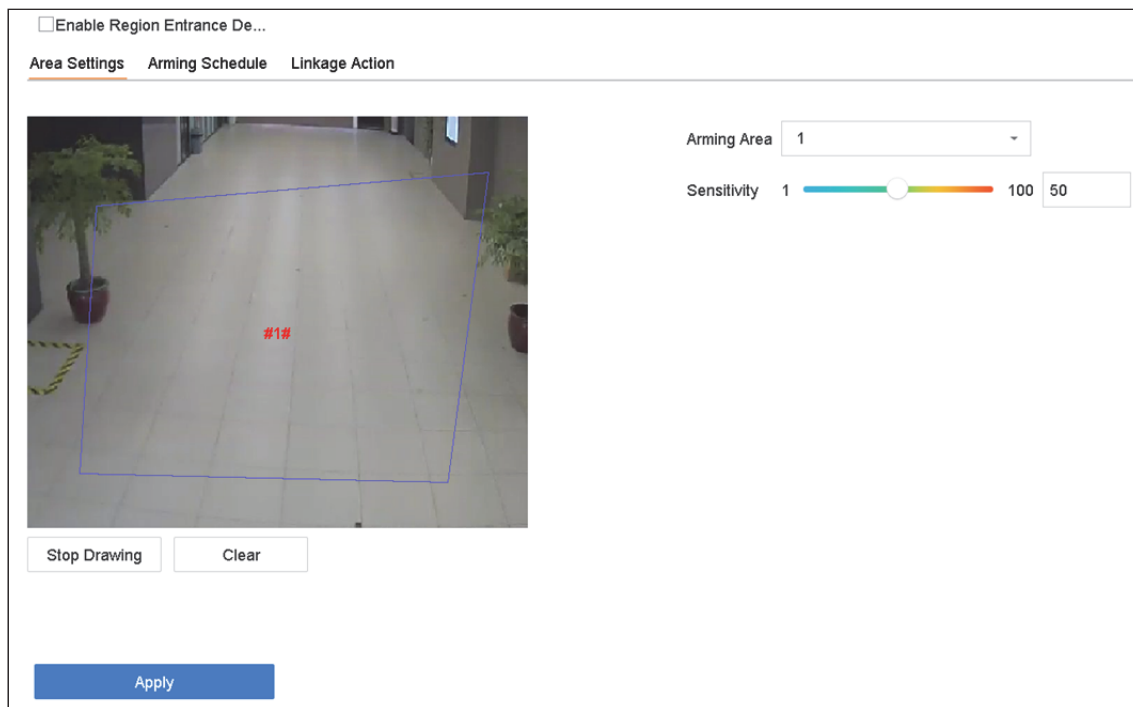 Enable Region Entrance De...
Area Settings Arming Schedule Linkage Action
Arming Area 1
Sensitivity 1 100 50
#1#
Stop Drawing Clear
Apply